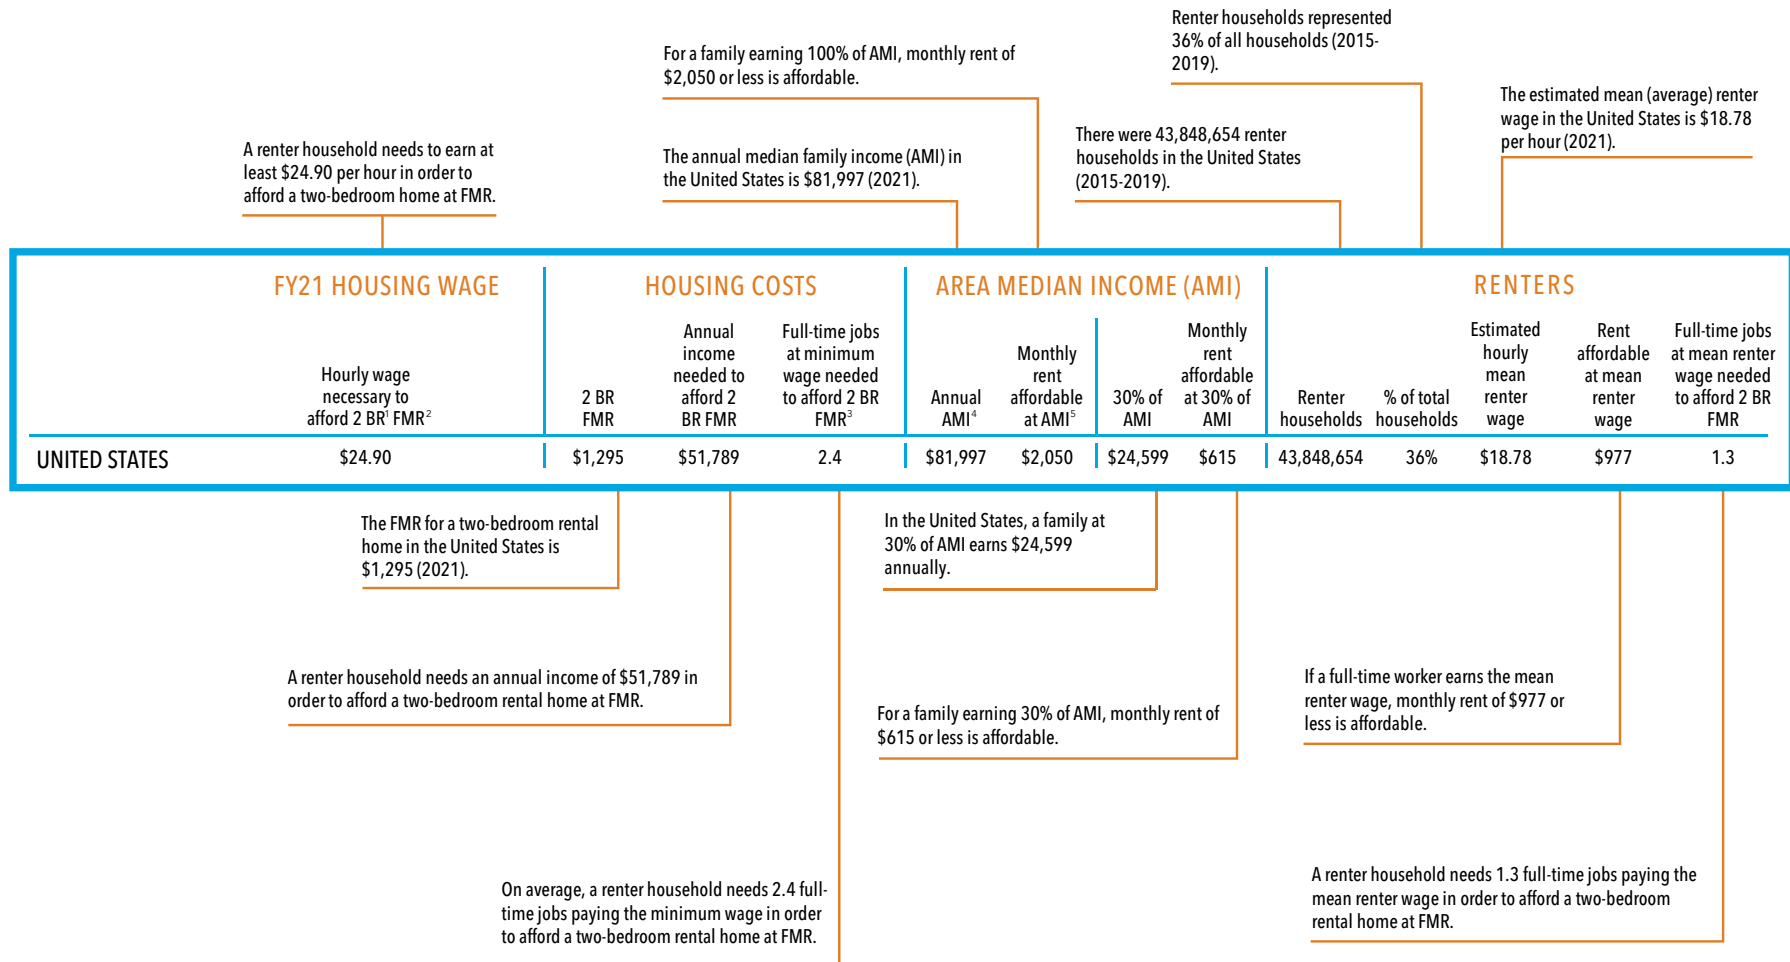 Renter households represented
36% of all households (2015-
2019).
For a family earning 100% of AMI, monthly rent of
$2,050 or less is affordable.
The estimated mean (average) renter
wage in the United States is $18.78
per hour (2021).
There were 43,848,654 renter
households in the United States
(2015-2019).
A renter household needs to earn at
least $24.90 per hour in order to
afford a two-bedroom home at FMR.
The annual median family income (AMI) in
the United States is $81,997 (2021).
FY21 HOUSING WAGE
HOUSING COSTS
AREA MEDIAN INCOME (AMI)
RENTERS
Hourly wage
necessary to
afford 2 BR¹ FMR²
2 BR
FMR
Annual
income
needed to
afford 2
BR FMR
Full-time jobs
at minimum
wage needed
to afford 2 BR
FMR³
Annual
AMI⁴
Monthly
rent
affordable
at AMI⁵
30% of
AMI
Monthly
rent
affordable
at 30% of
AMI
Renter
households
% of total
households
Estimated
hourly
mean
renter
wage
Rent
affordable
at mean
renter
wage
Full-time jobs
at mean renter
wage needed
to afford 2 BR
FMR
UNITED STATES $24.90 $1,295 $51,789 2.4 $81,997 $2,050 $24,599 $615 43,848,654 36% $18.78 $977 1.3
The FMR for a two-bedroom rental
home in the United States is
$1,295 (2021).
In the United States, a family at
30% of AMI earns $24,599
annually.
A renter household needs an annual income of $51,789 in
order to afford a two-bedroom rental home at FMR.
For a family earning 30% of AMI, monthly rent of
$615 or less is affordable.
If a full-time worker earns the mean
renter wage, monthly rent of $977 or
less is affordable.
On average, a renter household needs 2.4 full-
time jobs paying the minimum wage in order
to afford a two-bedroom rental home at FMR.
A renter household needs 1.3 full-time jobs paying the
mean renter wage in order to afford a two-bedroom
rental home at FMR.